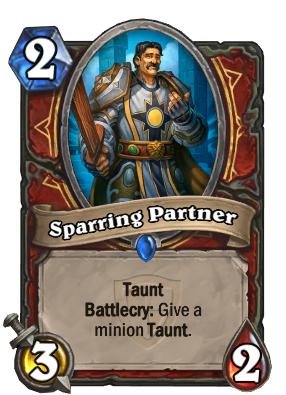 2
Sparring Partner
Taunt
Battlecry: Give a
minion Taunt.
3 2